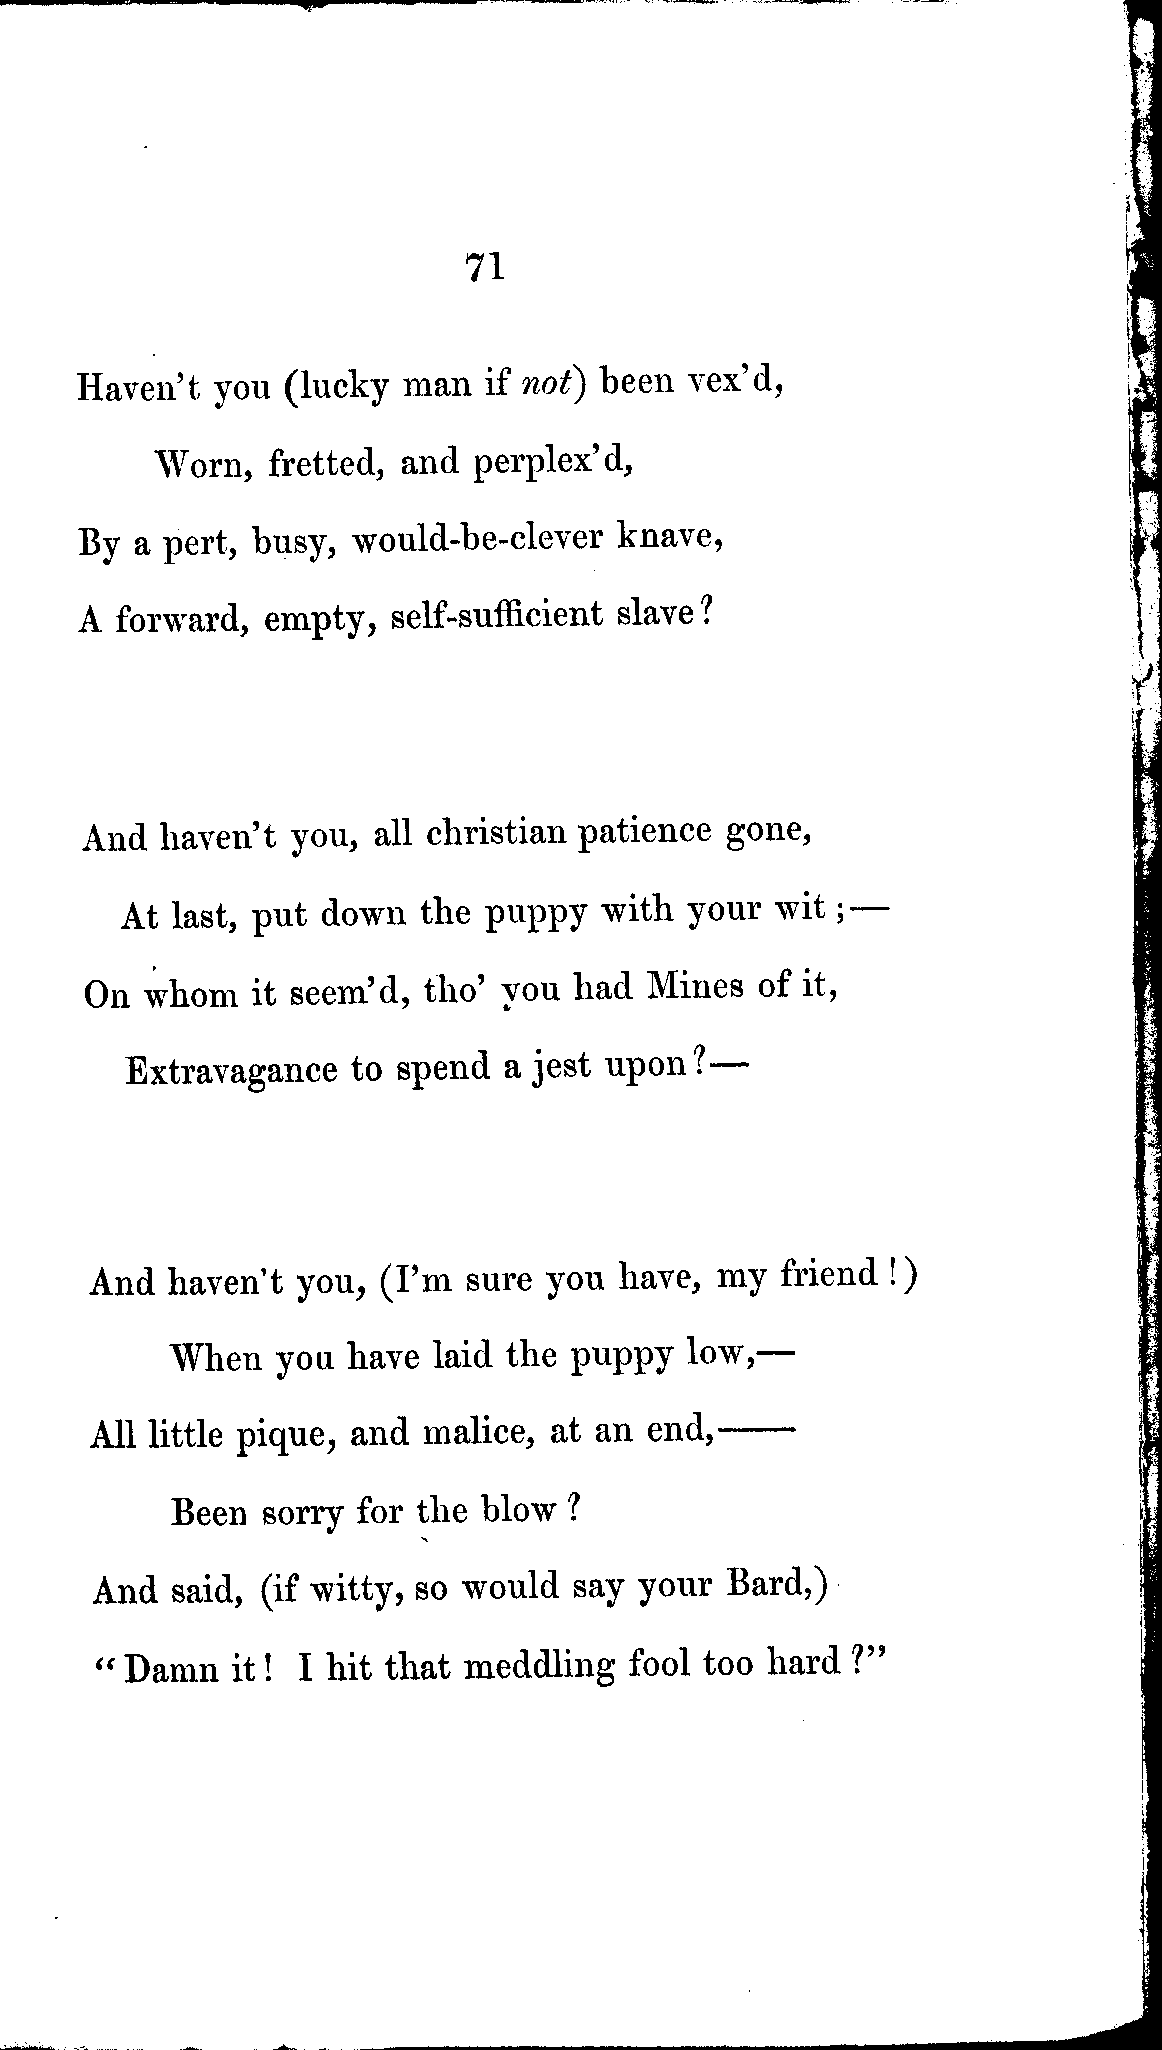 71
Haven't you (lucky man if not) been vex'd,
Worn, fretted, and perplex'd,
By a pert, busy, would-be-clever knave,
A forward, empty, self-sufficient slave?
And haven't you, all christian patience gone,
At last, put down the puppy with your wit;—
On whom it seem'd, tho' you had Mines of it,
Extravagance to spend a jest upon?—
And haven't you, (I'm sure you have, my friend!)
When you have laid the puppy low,—
All little pique, and malice, at an end,——
Been sorry for the blow?
And said, (if witty, so would say your Bard,)
"Damn it! I hit that meddling fool too hard?"